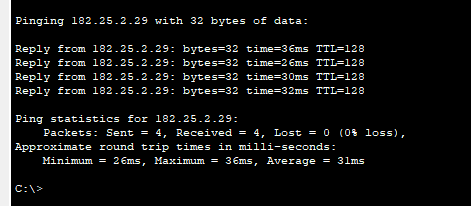 Pinging 182.25.2.29 with 32 bytes of data:
Reply from 182.25.2.29: bytes=32 time=36ms TTL=128
Reply from 182.25.2.29: bytes=32 time=26ms TTL=128
Reply from 182.25.2.29: bytes=32 time=30ms TTL=128
Reply from 182.25.2.29: bytes=32 time=32ms TTL=128
Ping statistics for 182.25.2.29:
    Packets: Sent = 4, Received = 4, Lost = 0 (0% loss),
Approximate round trip times in milli-seconds:
    Minimum = 26ms, Maximum = 36ms, Average = 31ms
C:\>